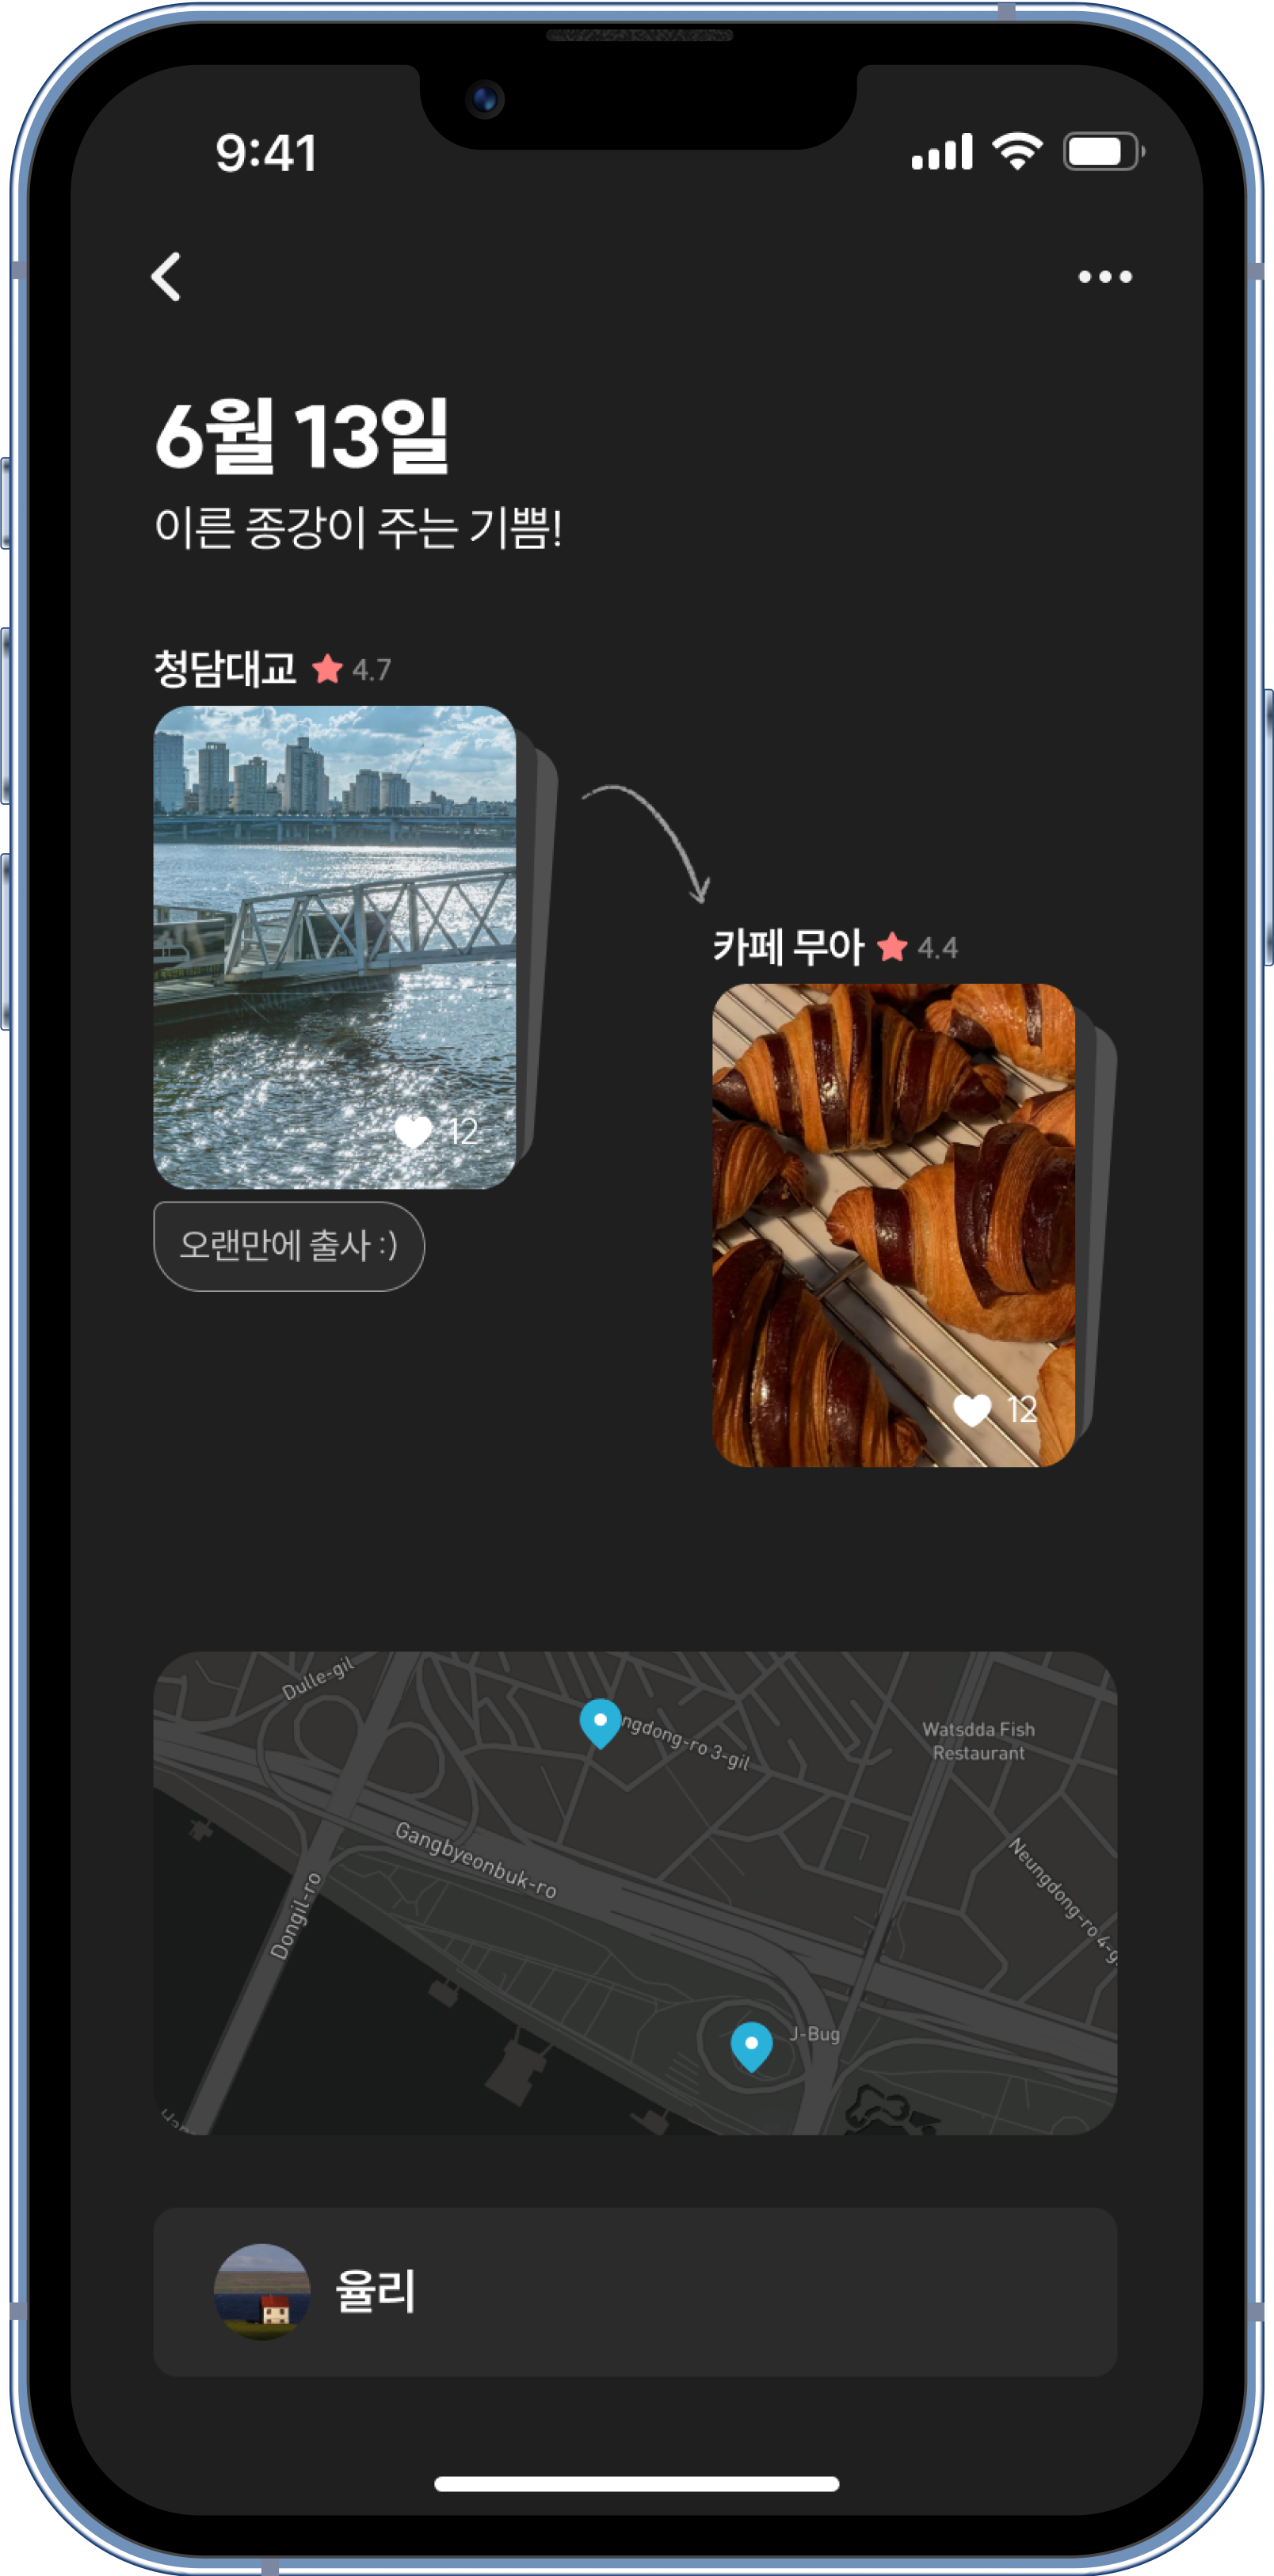 9:41
6월 13일
이른 종강이 주는 기쁨!
청담대교 4.7
12
오랜만에 출사 :)
카페 무아 4.4
12
Dulle-gil
ngdong-ro 3-gil
Watsdda Fish
Restaurant
Gangbyeonbuk-ro
Neungdong-ro 4-g
Dongil-ro
J-Bug
율리